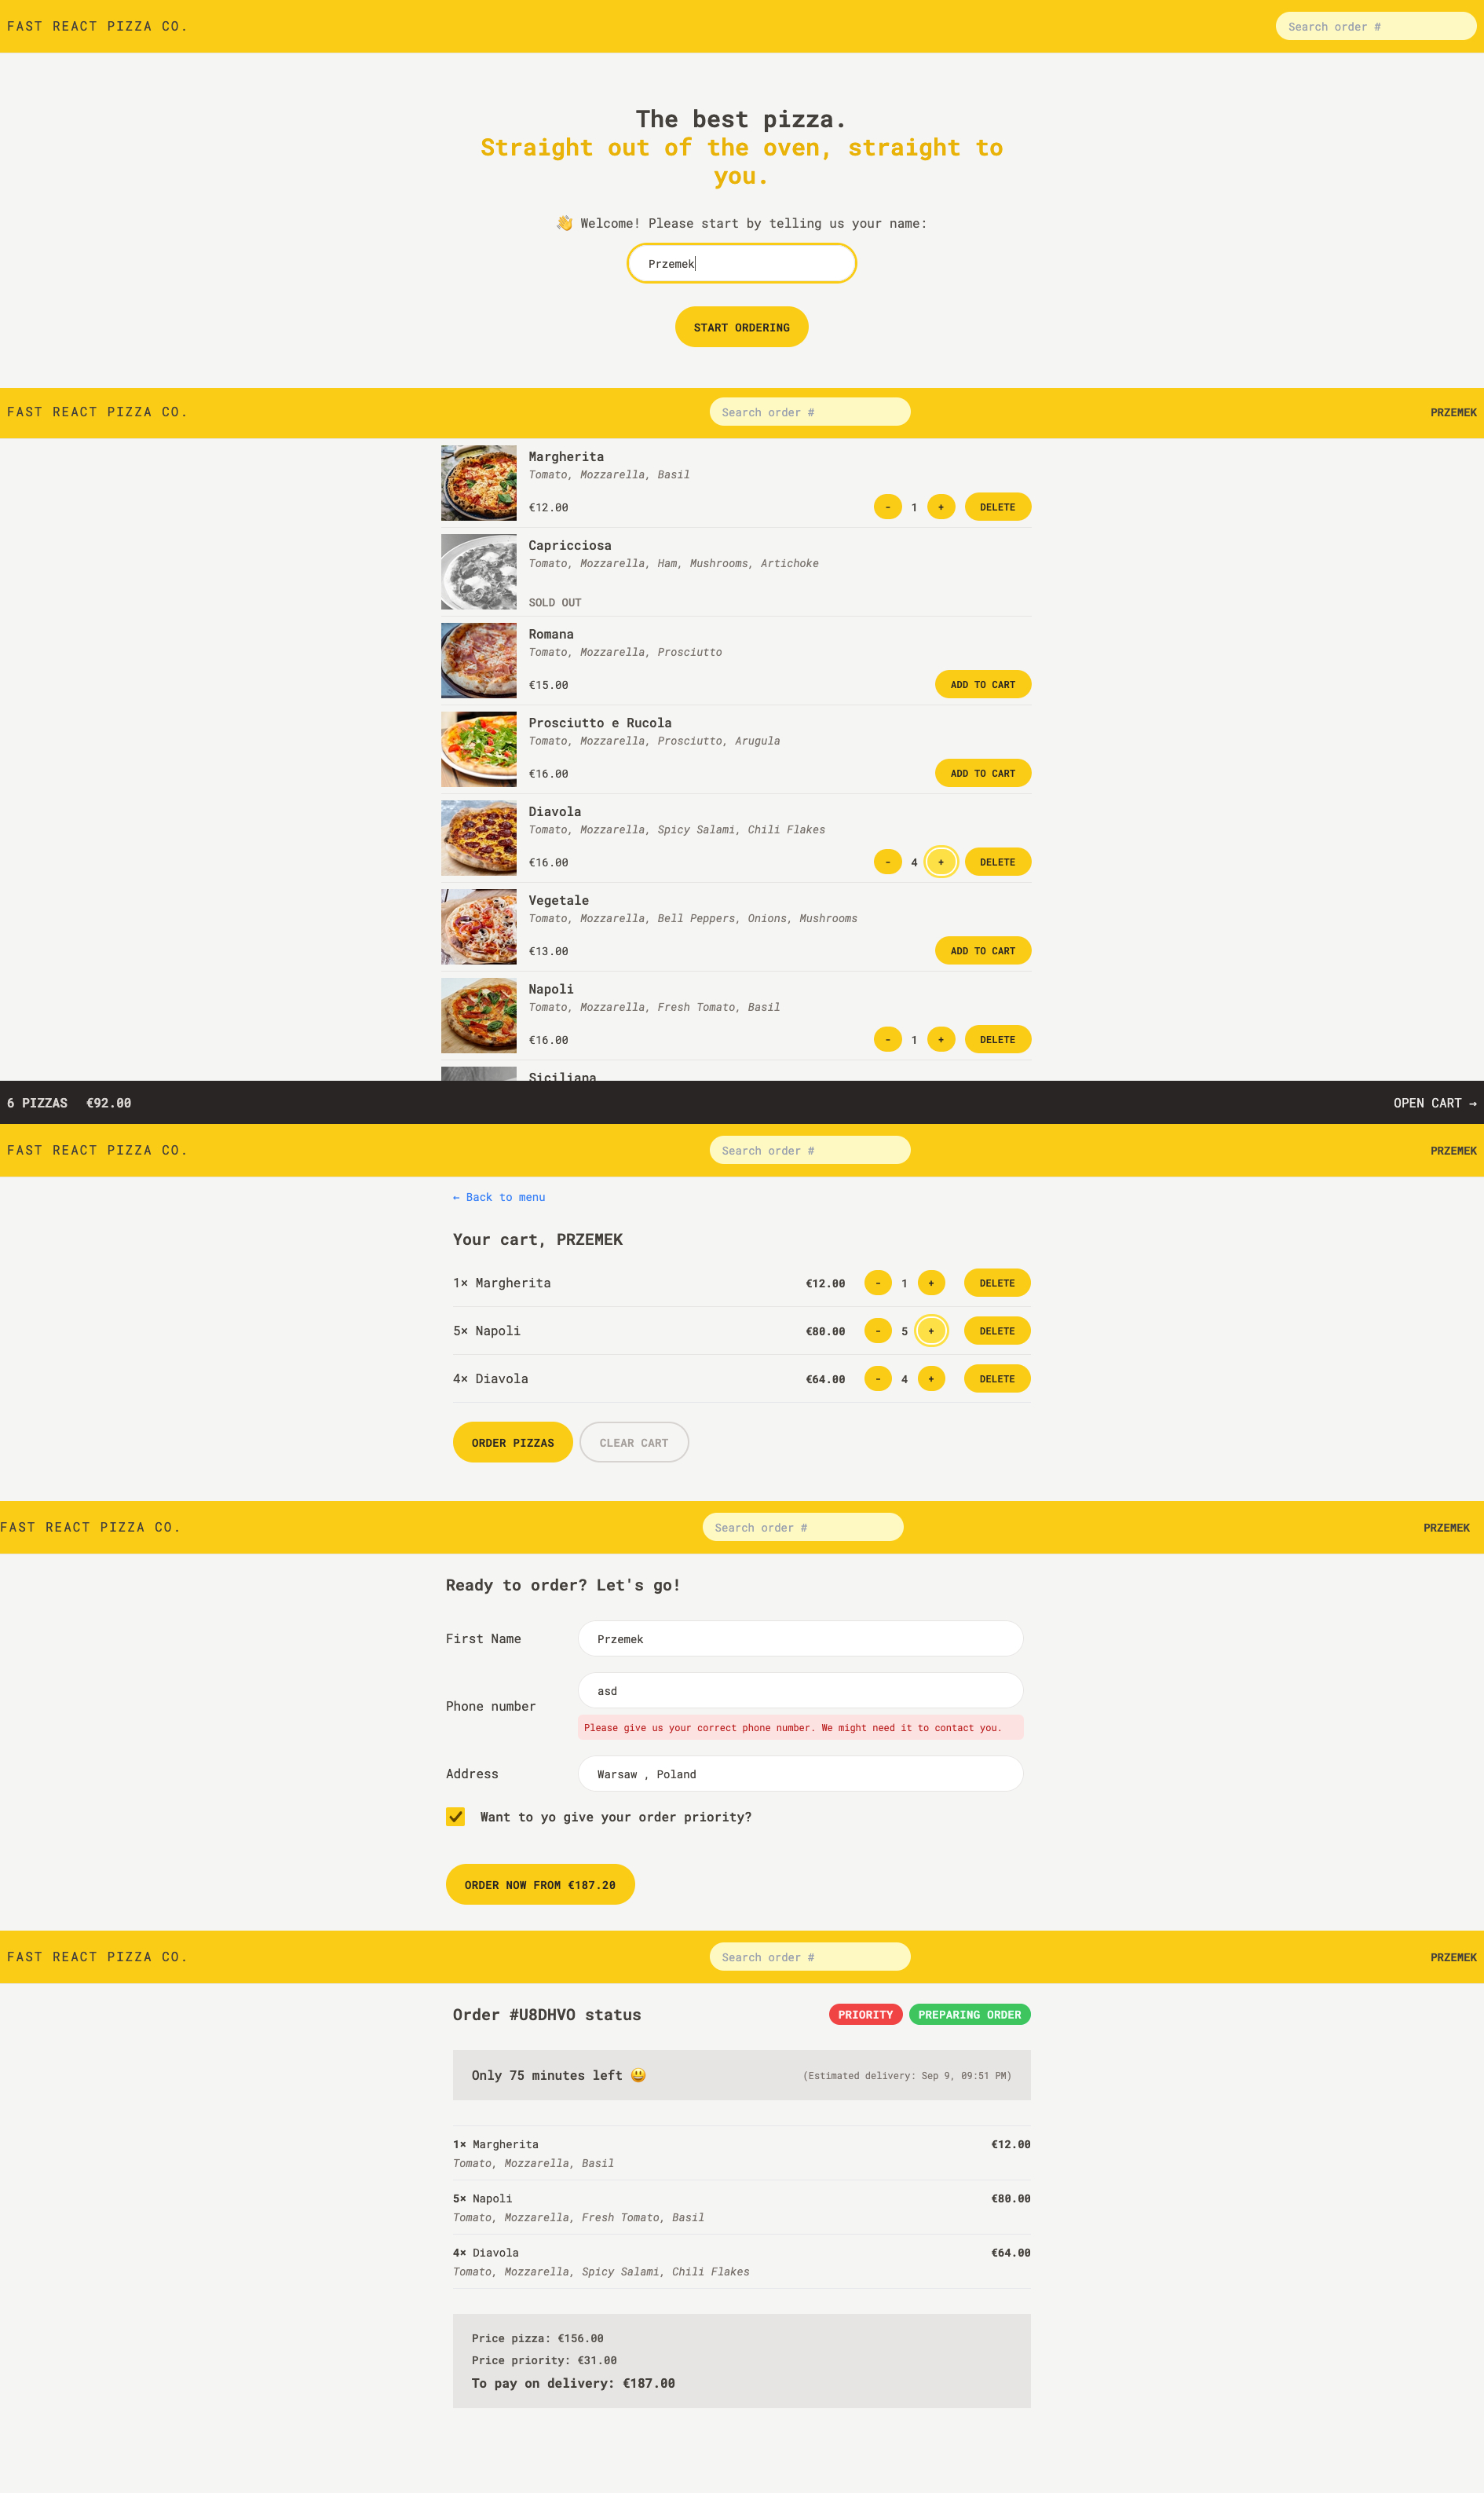 FAST REACT PIZZA CO.
Search order #
The best pizza.
Straight out of the oven, straight to
you.
👋 Welcome! Please start by telling us your name:
Przemek
START ORDERING
FAST REACT PIZZA CO.
Search order #
PRZEMEK
Margherita
Tomato, Mozzarella, Basil
€12.00
- 1 + DELETE
Capricciosa
Tomato, Mozzarella, Ham, Mushrooms, Artichoke
SOLD OUT
Romana
Tomato, Mozzarella, Prosciutto
€15.00
ADD TO CART
Prosciutto e Rucola
Tomato, Mozzarella, Prosciutto, Arugula
€16.00
ADD TO CART
Diavola
Tomato, Mozzarella, Spicy Salami, Chili Flakes
€16.00
- 4 + DELETE
Vegetale
Tomato, Mozzarella, Bell Peppers, Onions, Mushrooms
€13.00
ADD TO CART
Napoli
Tomato, Mozzarella, Fresh Tomato, Basil
€16.00
- 1 + DELETE
Siciliana
6 PIZZAS €92.00
OPEN CART →
FAST REACT PIZZA CO.
Search order #
PRZEMEK
← Back to menu
Your cart, PRZEMEK
1× Margherita
€12.00
- 1 + DELETE
5× Napoli
€80.00
- 5 + DELETE
4× Diavola
€64.00
- 4 + DELETE
ORDER PIZZAS
CLEAR CART
FAST REACT PIZZA CO.
Search order #
PRZEMEK
Ready to order? Let's go!
First Name
Przemek
Phone number
asd
Please give us your correct phone number. We might need it to contact you.
Address
Warsaw , Poland
Want to yo give your order priority?
ORDER NOW FROM €187.20
FAST REACT PIZZA CO.
Search order #
PRZEMEK
Order #U8DHVO status
PRIORITY
PREPARING ORDER
Only 75 minutes left 😃
(Estimated delivery: Sep 9, 09:51 PM)
1× Margherita
€12.00
Tomato, Mozzarella, Basil
5× Napoli
€80.00
Tomato, Mozzarella, Fresh Tomato, Basil
4× Diavola
€64.00
Tomato, Mozzarella, Spicy Salami, Chili Flakes
Price pizza: €156.00
Price priority: €31.00
To pay on delivery: €187.00